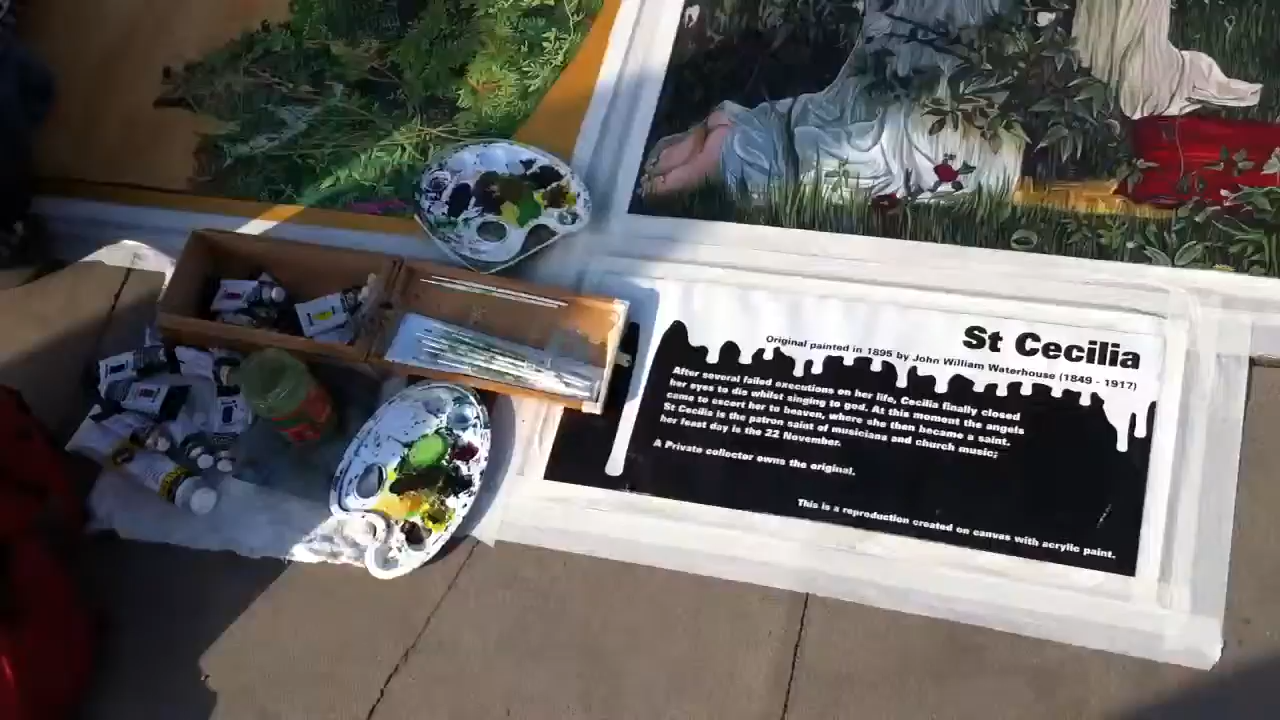 St Cecilia
Original painted in 1895 by John William Waterhouse (1849 - 1917)
After several failed executions on her life, Cecilia finally closed
her eyes to dis whilst singing to god. At this moment the angels
came to escort her to heaven, where she then became a saint.
St Cecilia is the patron saint of musicians and church music;
her feast day is the 22 November.
A Private collector owns the original.
This is a reproduction created on canvas with acrylic paint.